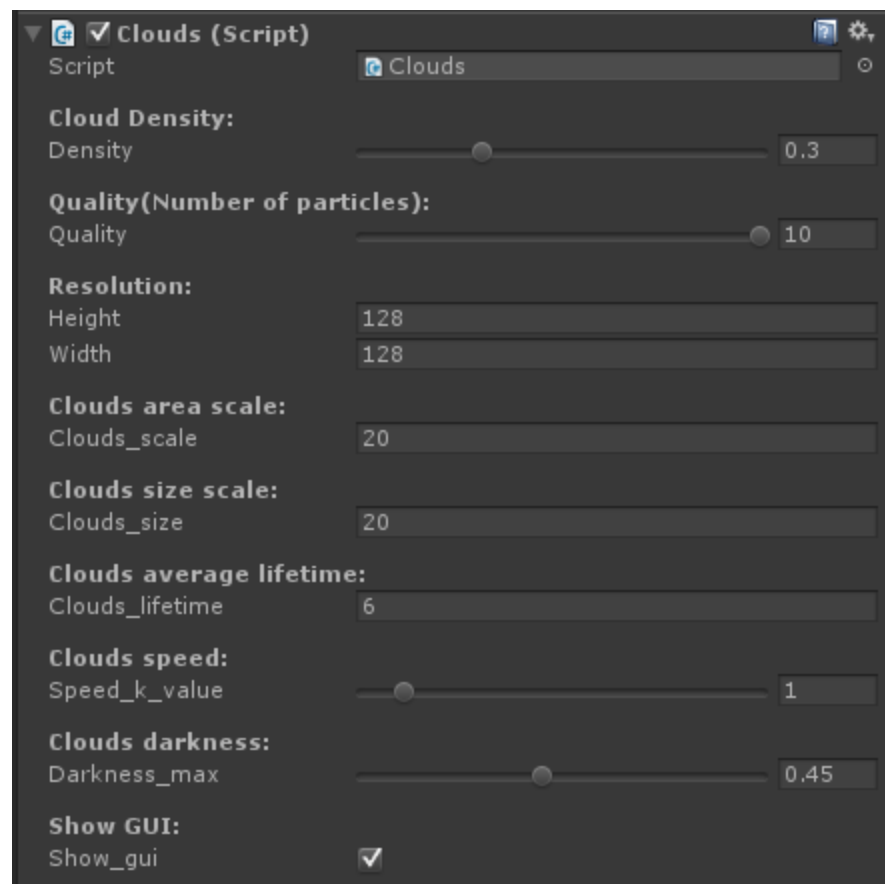 Clouds (Script)
Script Clouds
Cloud Density:
Density 0.3
Quality(Number of particles):
Quality 10
Resolution:
Height 128
Width 128
Clouds area scale:
Clouds_scale 20
Clouds size scale:
Clouds_size 20
Clouds average lifetime:
Clouds_lifetime 6
Clouds speed:
Speed_k_value 1
Clouds darkness:
Darkness_max 0.45
Show GUI:
Show_gui